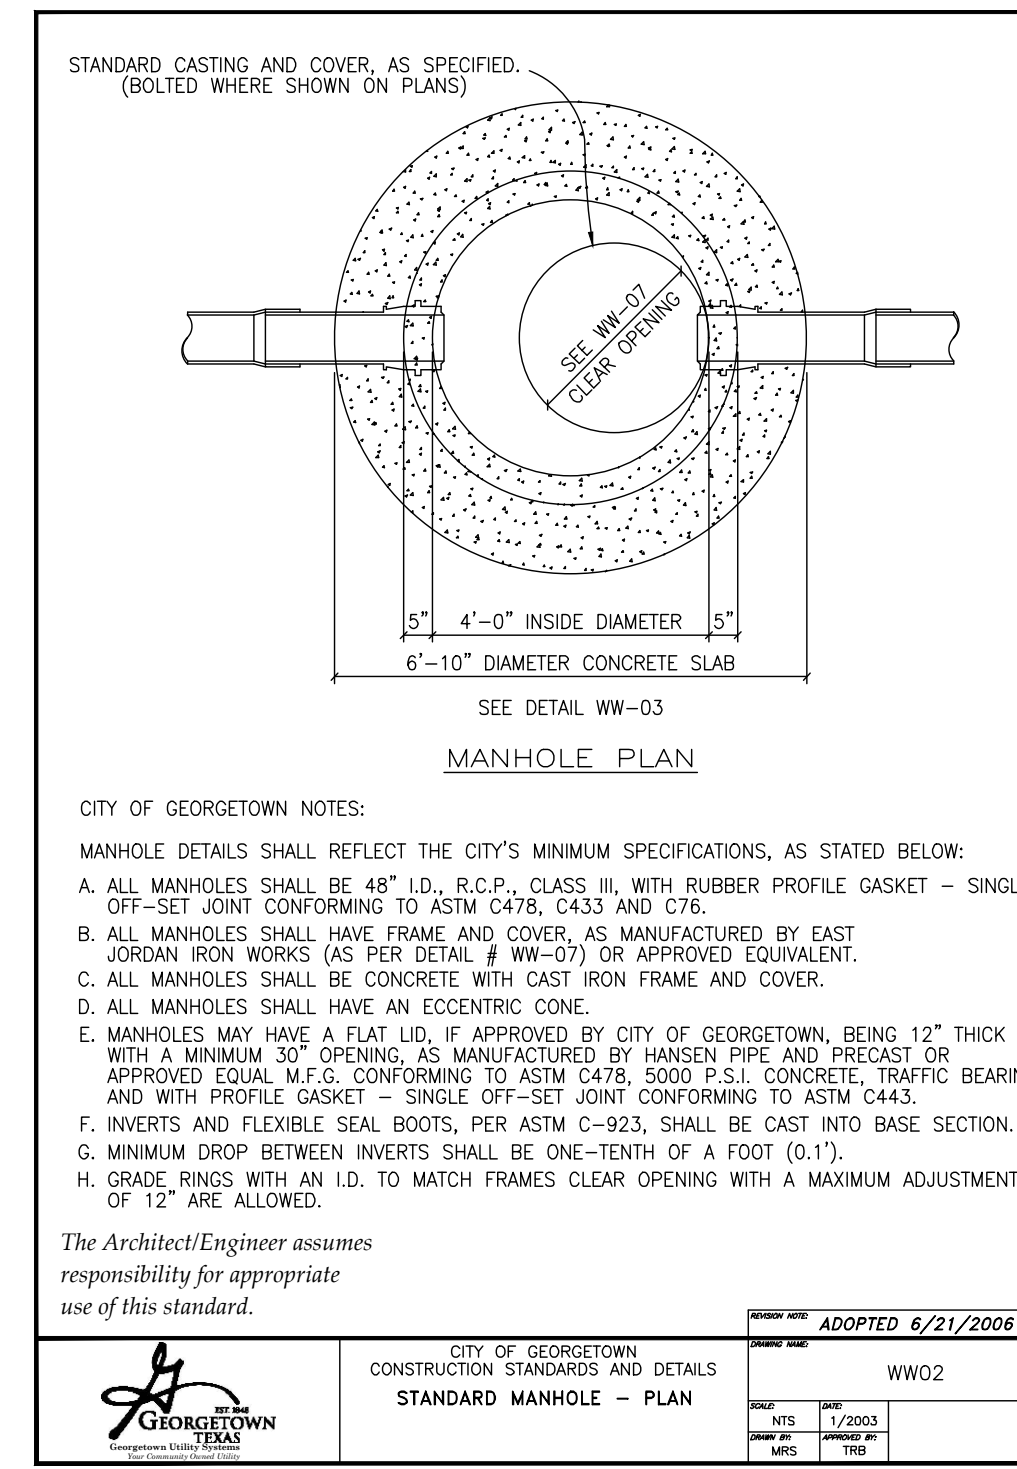 STANDARD CASTING AND COVER, AS SPECIFIED.
(BOLTED WHERE SHOWN ON PLANS)
SEE WW-07
CLEAR OPENING
5" 4'-0" INSIDE DIAMETER 5"
6'-10" DIAMETER CONCRETE SLAB
SEE DETAIL WW-03
MANHOLE PLAN
CITY OF GEORGETOWN NOTES:
MANHOLE DETAILS SHALL REFLECT THE CITY'S MINIMUM SPECIFICATIONS, AS STATED BELOW:
A. ALL MANHOLES SHALL BE 48" I.D., R.C.P., CLASS III, WITH RUBBER PROFILE GASKET - SINGL
OFF-SET JOINT CONFORMING TO ASTM C478, C433 AND C76.
B. ALL MANHOLES SHALL HAVE FRAME AND COVER, AS MANUFACTURED BY EAST
JORDAN IRON WORKS (AS PER DETAIL # WW-07) OR APPROVED EQUIVALENT.
C. ALL MANHOLES SHALL BE CONCRETE WITH CAST IRON FRAME AND COVER.
D. ALL MANHOLES SHALL HAVE AN ECCENTRIC CONE.
E. MANHOLES MAY HAVE A FLAT LID, IF APPROVED BY CITY OF GEORGETOWN, BEING 12" THICK
WITH A MINIMUM 30" OPENING, AS MANUFACTURED BY HANSEN PIPE AND PRECAST OR
APPROVED EQUAL M.F.G. CONFORMING TO ASTM C478, 5000 P.S.I. CONCRETE, TRAFFIC BEARIN
AND WITH PROFILE GASKET - SINGLE OFF-SET JOINT CONFORMING TO ASTM C443.
F. INVERTS AND FLEXIBLE SEAL BOOTS, PER ASTM C-923, SHALL BE CAST INTO BASE SECTION.
G. MINIMUM DROP BETWEEN INVERTS SHALL BE ONE-TENTH OF A FOOT (0.1').
H. GRADE RINGS WITH AN I.D. TO MATCH FRAMES CLEAR OPENING WITH A MAXIMUM ADJUSTMENT
OF 12" ARE ALLOWED.
The Architect/Engineer assumes
responsibility for appropriate
use of this standard.
REVISION NOTE: ADOPTED 6/21/2006
EST. 1848
GEORGETOWN
TEXAS
Georgetown Utility Systems
Your Community Owned Utility
CITY OF GEORGETOWN
CONSTRUCTION STANDARDS AND DETAILS
STANDARD MANHOLE - PLAN
DRAWING NAME:
WW02
SCALE: NTS
DATE: 1/2003
DRAWN BY: MRS
APPROVED BY: TRB